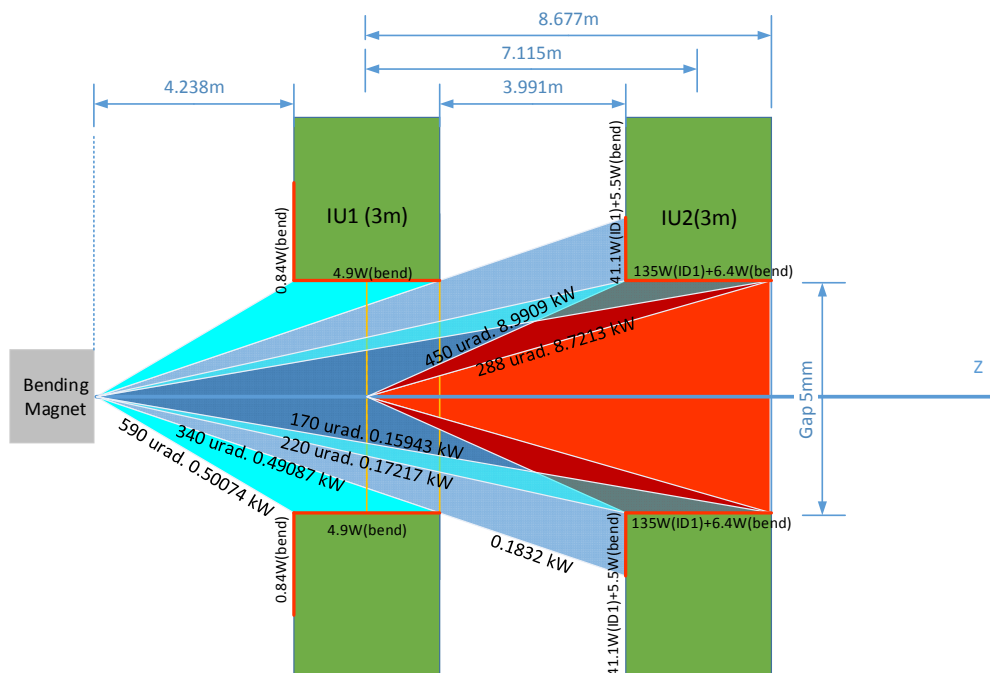 8.677m
7.115m
4.238m
3.991m
0.84W(bend)
IU1 (3m)
4.9W(bend)
41.1W(ID1)+5.5W(bend)
IU2(3m)
135W(ID1)+6.4W(bend)
Bending
Magnet
450 urad. 8.9909 kW
288 urad. 8.7213 kW
Z
Gap 5mm
170 urad. 0.15943 kW
220 urad. 0.17217 kW
340 urad. 0.49087 kW
590 urad. 0.50074 kW
0.1832 kW
0.84W(bend)
4.9W(bend)
41.1W(ID1)+5.5W(bend)
135W(ID1)+6.4W(bend)